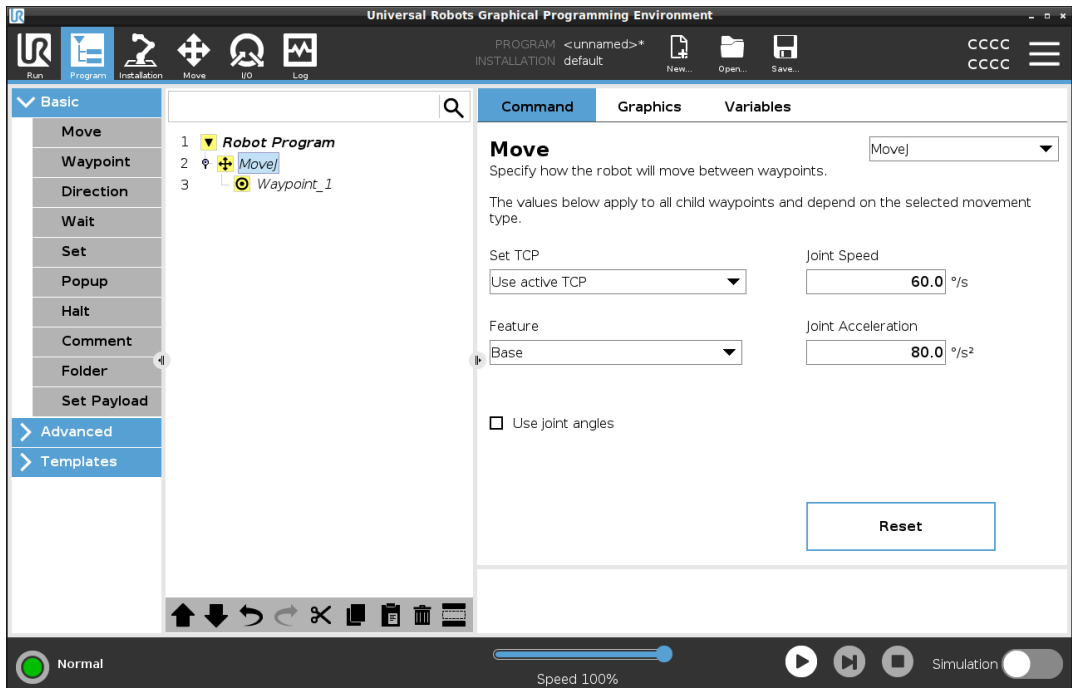 Universal Robots Graphical Programming Environment
Run
Program
Installation
Move
I/O
Log
PROGRAM <unnamed>*
INSTALLATION default
New...
Open...
Save...
CCCC
CCCC
Basic
Move
Waypoint
Direction
Wait
Set
Popup
Halt
Comment
Folder
Set Payload
Advanced
Templates
1 Robot Program
2 MoveJ
3 Waypoint_1
Command Graphics Variables
Move
MoveJ
Specify how the robot will move between waypoints.
The values below apply to all child waypoints and depend on the selected movement
type.
Set TCP
Use active TCP
Joint Speed
60.0 °/s
Feature
Base
Joint Acceleration
80.0 °/s²
Use joint angles
Reset
Normal
Speed 100%
Simulation